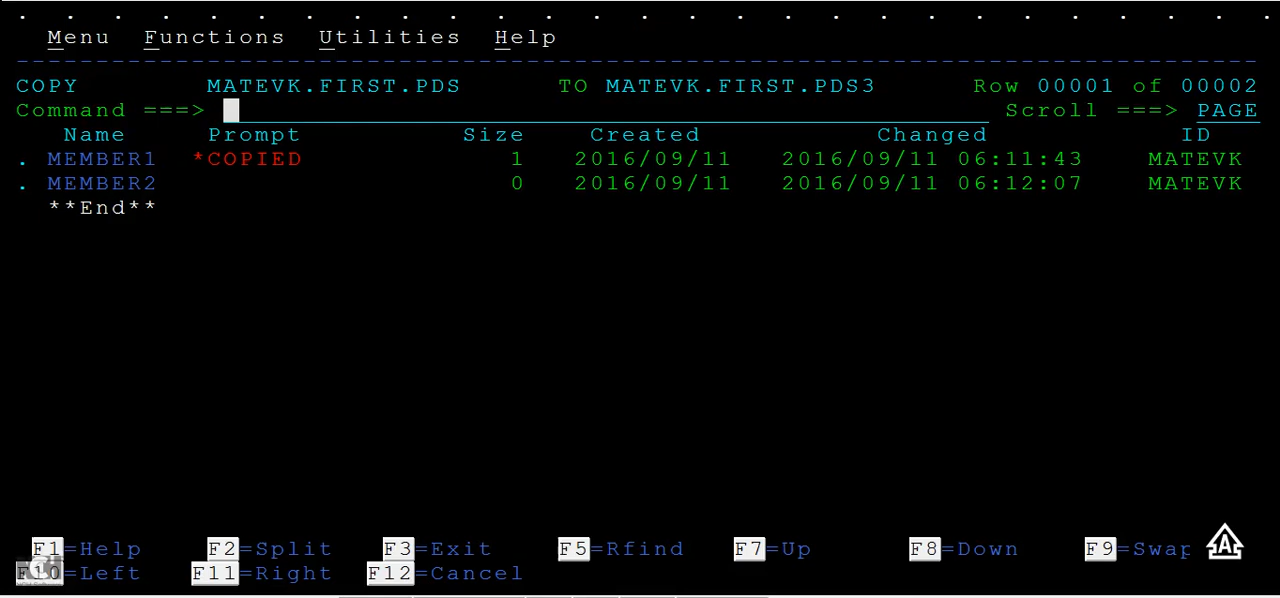 Menu Functions Utilities Help
COPY MATEVK.FIRST.PDS TO MATEVK.FIRST.PDS3 Row 00001 of 00002
Command ===> Scroll ===> PAGE
Name Prompt Size Created Changed ID
. MEMBER1 *COPIED 1 2016/09/11 2016/09/11 06:11:43 MATEVK
. MEMBER2 0 2016/09/11 2016/09/11 06:12:07 MATEVK
**End**
F1=Help F2=Split F3=Exit F5=Rfind F7=Up F8=Down F9=Swap
F10=Left F11=Right F12=Cancel